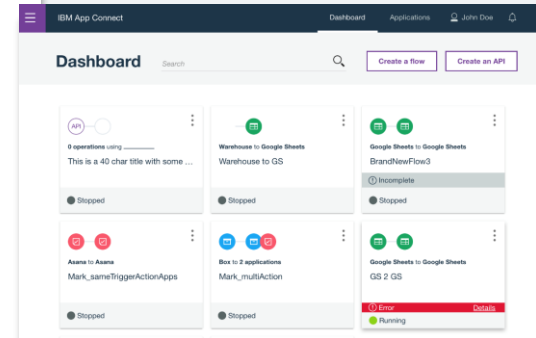 IBM App Connect
Dashboard Applications John Doe
Dashboard Search Create a flow Create an API
API
0 operations using ________
This is a 40 char title with some ...
Stopped
Warehouse to Google Sheets
Warehouse to GS
Stopped
Google Sheets to Google Sheets
BrandNewFlow3
Incomplete
Stopped
Asana to Asana
Mark_sameTriggerActionApps
Stopped
Box to 2 applications
Mark_multiAction
Stopped
Google Sheets to Google Sheets
GS 2 GS
Error Details
Running